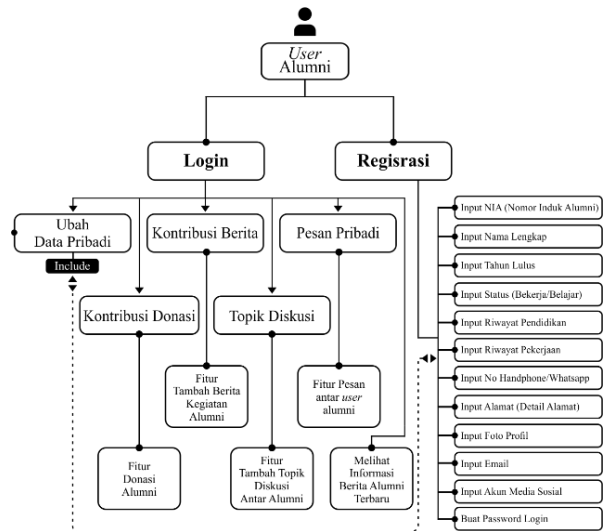 User
Alumni
Login
Regisrasi
Ubah
Data Pribadi
Include
Kontribusi Berita
Pesan Pribadi
Kontribusi Donasi
Topik Diskusi
Fitur
Tambah Berita
Kegiatan
Alumni
Fitur Pesan
antar user
alumni
Fitur
Donasi
Alumni
Fitur
Tambah Topik
Diskusi
Antar Alumni
Melihat
Informasi
Berita Alumni
Terbaru
Input NIA (Nomor Induk Alumni)
Input Nama Lengkap
Input Tahun Lulus
Input Status (Bekerja/Belajar)
Input Riwayat Pendidikan
Input Riwayat Pekerjaan
Input No Handphone/Whatsapp
Input Alamat (Detail Alamat)
Input Foto Profil
Input Email
Input Akun Media Sosial
Buat Password Login